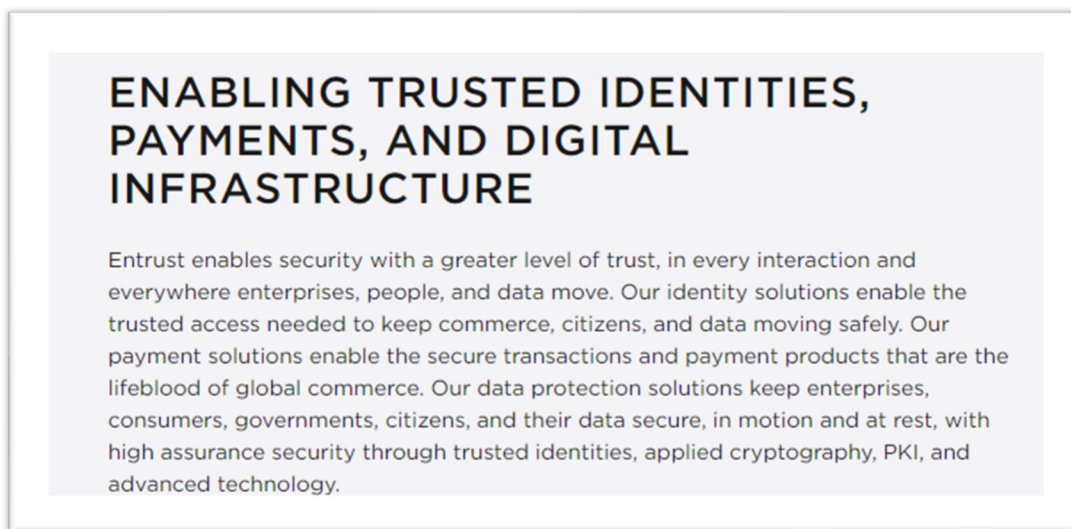 ENABLING TRUSTED IDENTITIES,
PAYMENTS, AND DIGITAL
INFRASTRUCTURE
Entrust enables security with a greater level of trust, in every interaction and
everywhere enterprises, people, and data move. Our identity solutions enable the
trusted access needed to keep commerce, citizens, and data moving safely. Our
payment solutions enable the secure transactions and payment products that are the
lifeblood of global commerce. Our data protection solutions keep enterprises,
consumers, governments, citizens, and their data secure, in motion and at rest, with
high assurance security through trusted identities, applied cryptography, PKI, and
advanced technology.